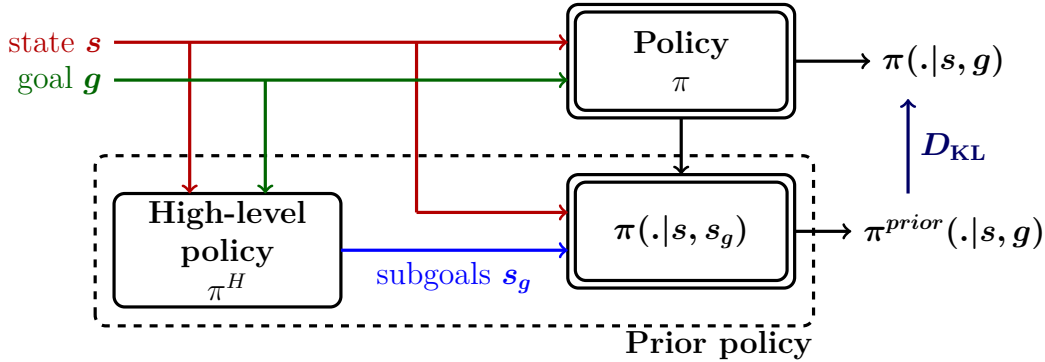 state s
goal g
Policy
π
π(.|s, g)
D_KL
High-level
policy
π^H
subgoals s_g
π(.|s, s_g)
π^{prior}(.|s, g)
Prior policy